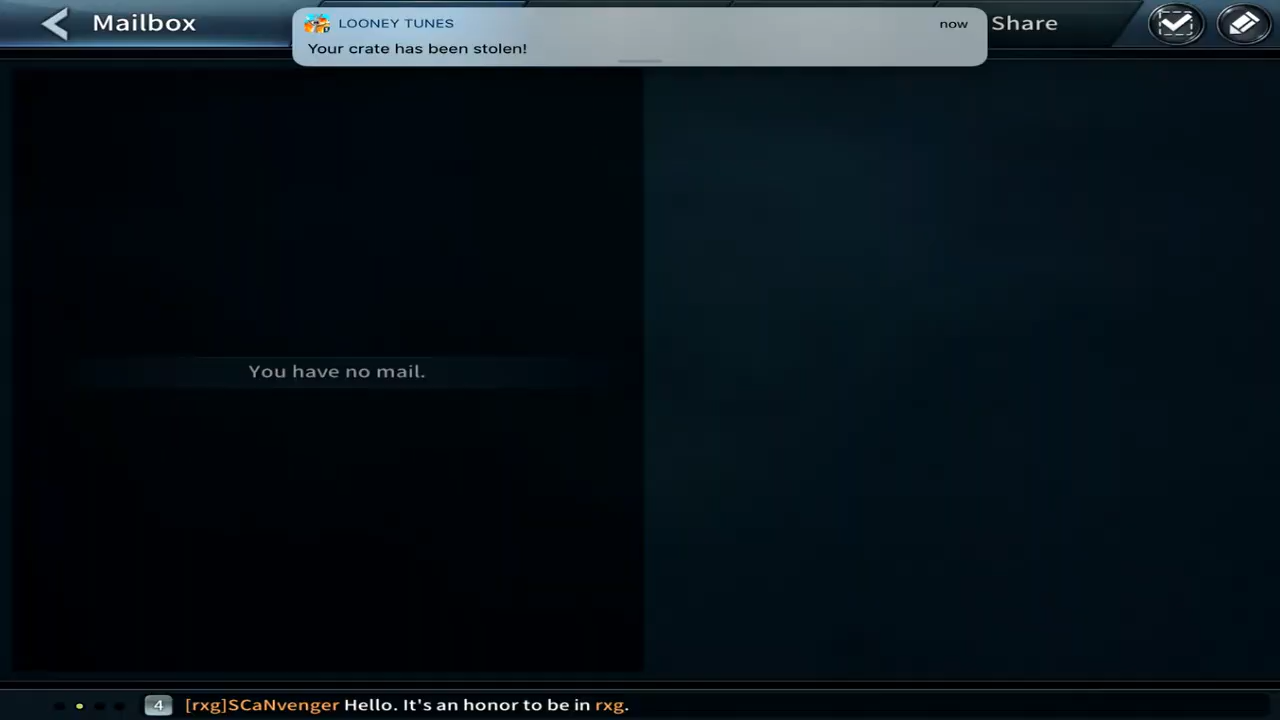 Mailbox
LOONEY TUNES
now
Your crate has been stolen!
Share
You have no mail.
4
[rxg]SCaNvenger Hello. It's an honor to be in rxg.